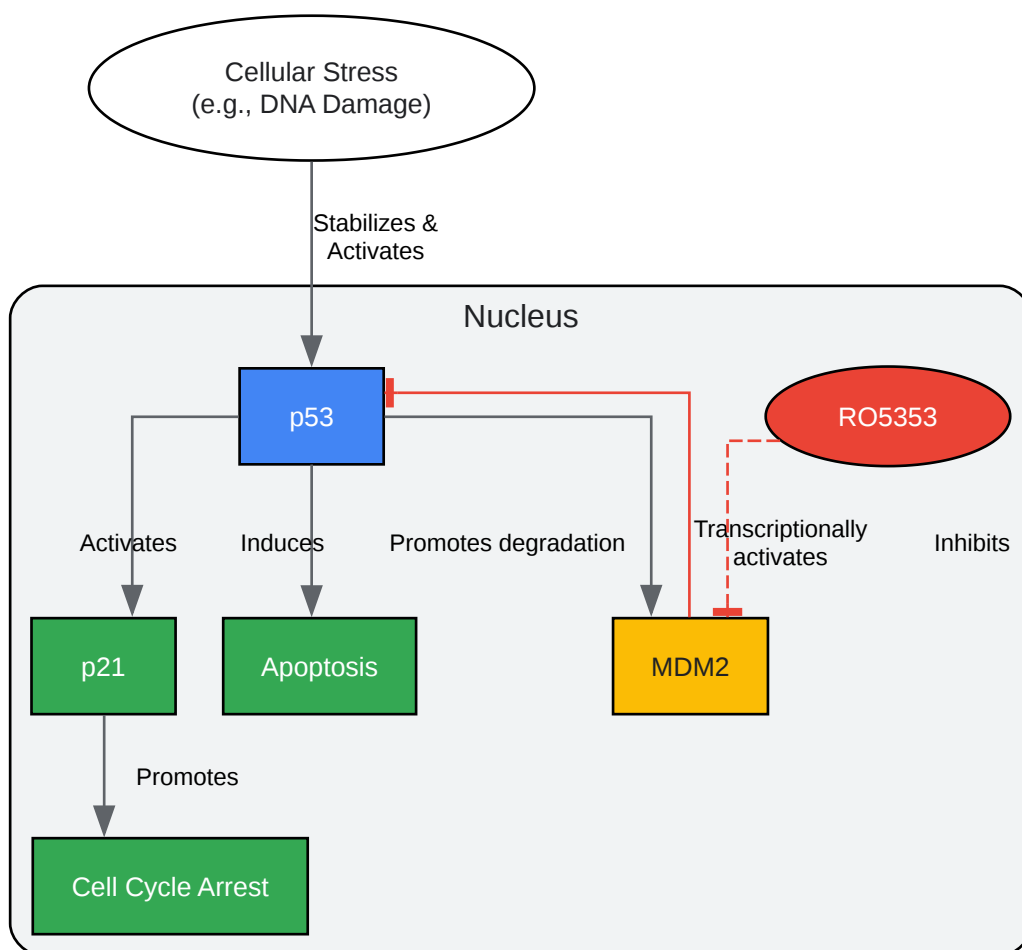 Cellular Stress
(e.g., DNA Damage)
Stabilizes &
Activates
Nucleus
p53
RO5353
Activates
Induces
Promotes degradation
Transcriptionally
activates
Inhibits
p21
Apoptosis
MDM2
Promotes
Cell Cycle Arrest